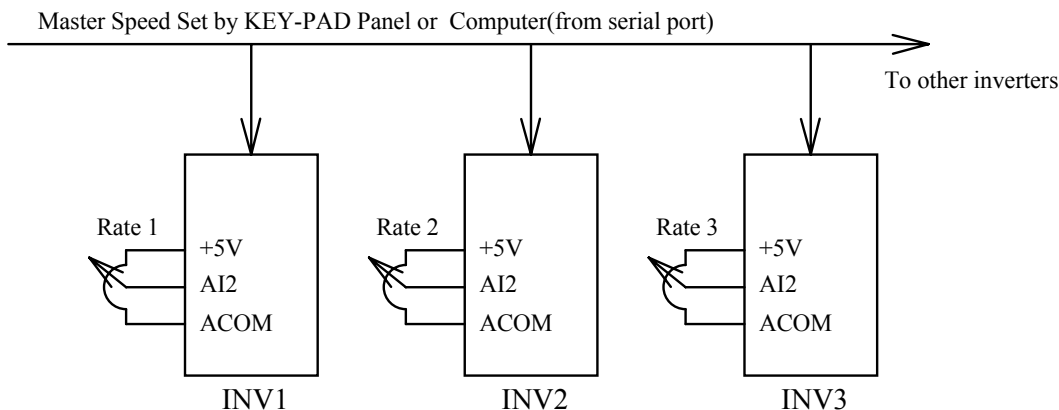 Master Speed Set by KEY-PAD Panel or Computer(from serial port)
To other inverters
Rate 1
+5V
AI2
ACOM
INV1
Rate 2
+5V
AI2
ACOM
INV2
Rate 3
+5V
AI2
ACOM
INV3